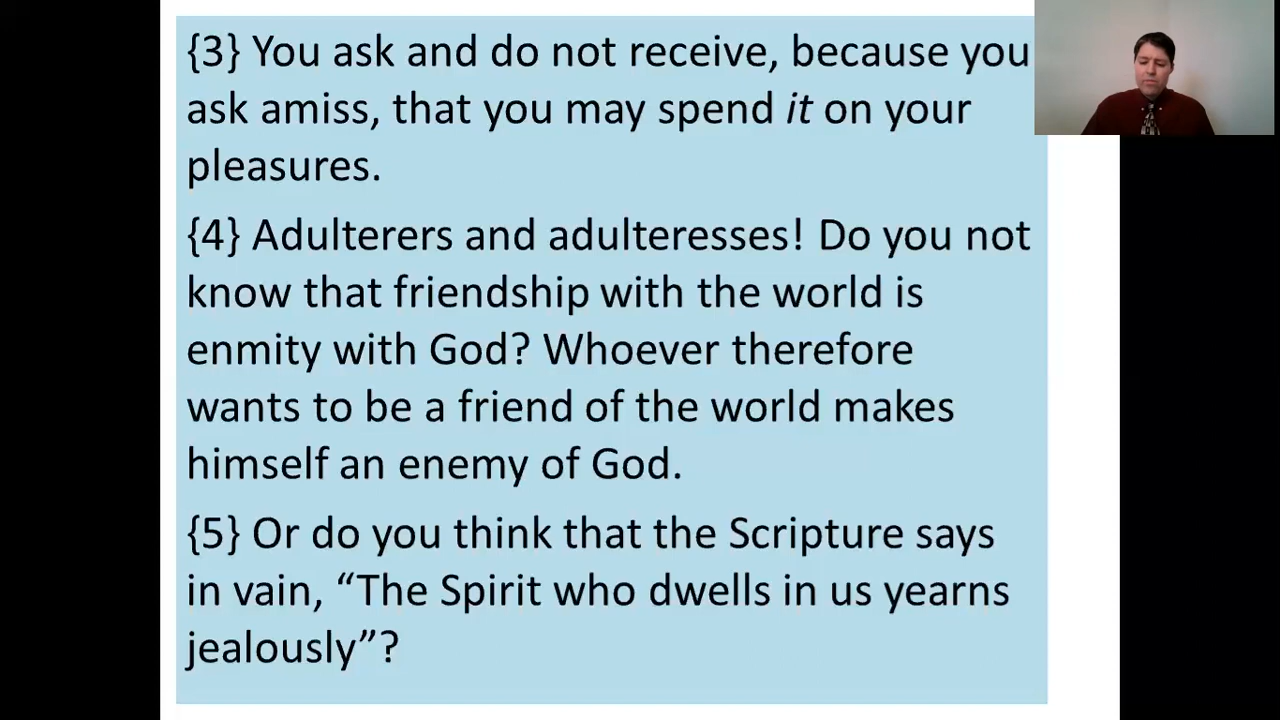 {3} You ask and do not receive, because you
ask amiss, that you may spend it on your
pleasures.
{4} Adulterers and adulteresses! Do you not
know that friendship with the world is
enmity with God? Whoever therefore
wants to be a friend of the world makes
himself an enemy of God.
{5} Or do you think that the Scripture says
in vain, “The Spirit who dwells in us yearns
jealously”?